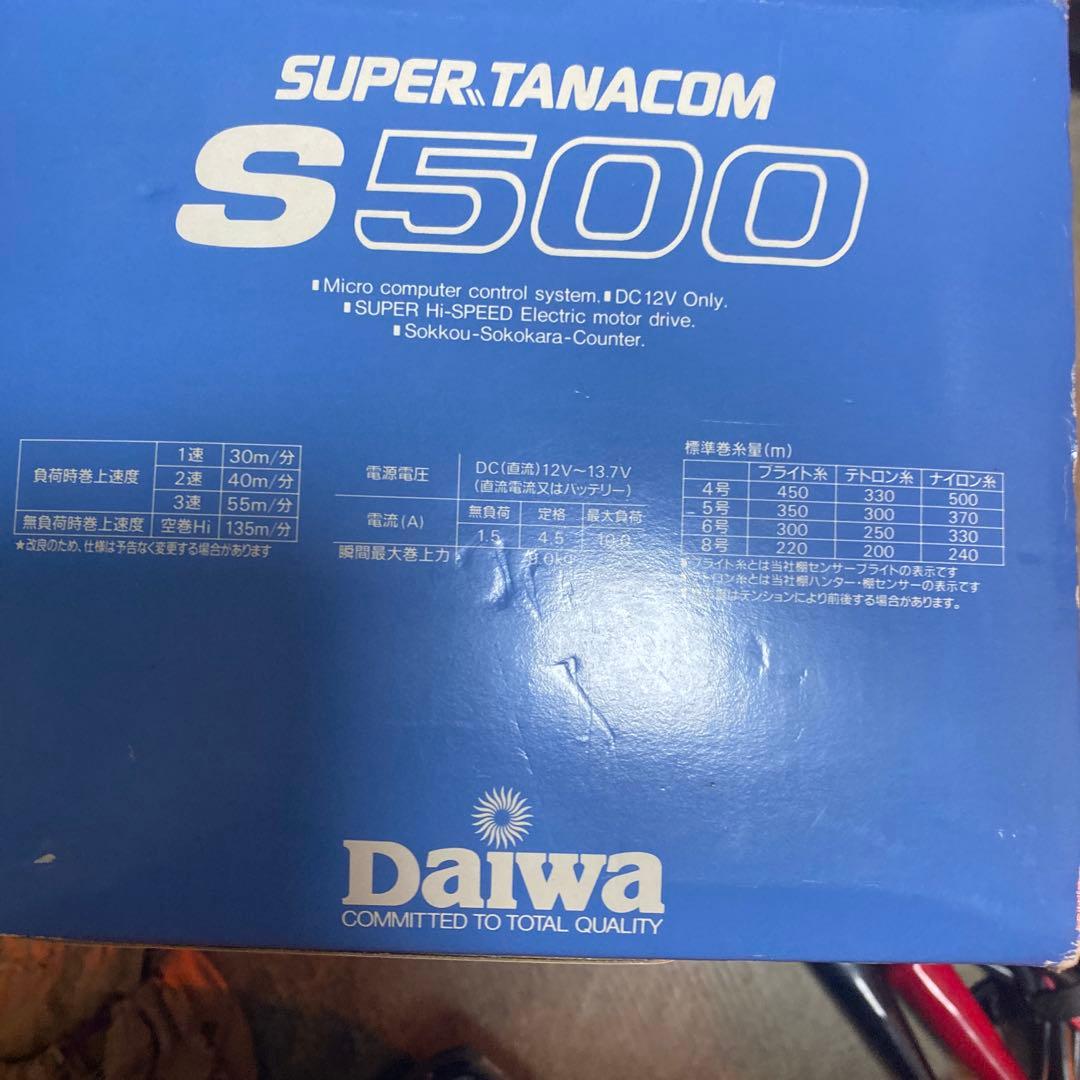 SUPER TANACOM
S500
▮Micro computer control system.▮DC12V Only.
▮SUPER Hi-SPEED Electric motor drive.
▮Sokkou-Sokokara-Counter.
負荷時巻上速度 1速 30m/分
2速 40m/分
3速 55m/分
無負荷時巻上速度 空巻Hi 135m/分
★改良のため、仕様は予告なく変更する場合があります
電源電圧 DC(直流)12V〜13.7V
(直流電流又はバッテリー)
電流(A) 無負荷 定格 最大負荷
1.5 4.5 10.0
瞬間最大巻上力
標準巻糸量(m)
ブライト糸 テトロン糸 ナイロン糸
4号 450 330 500
5号 350 300 370
6号 300 250 330
8号 220 200 240
ブライト糸とは当社棚センサーブライトの表示です
テトロン糸とは当社棚ハンター・棚センサーの表示です
はテンションにより前後する場合があります。
Daiwa
COMMITTED TO TOTAL QUALITY